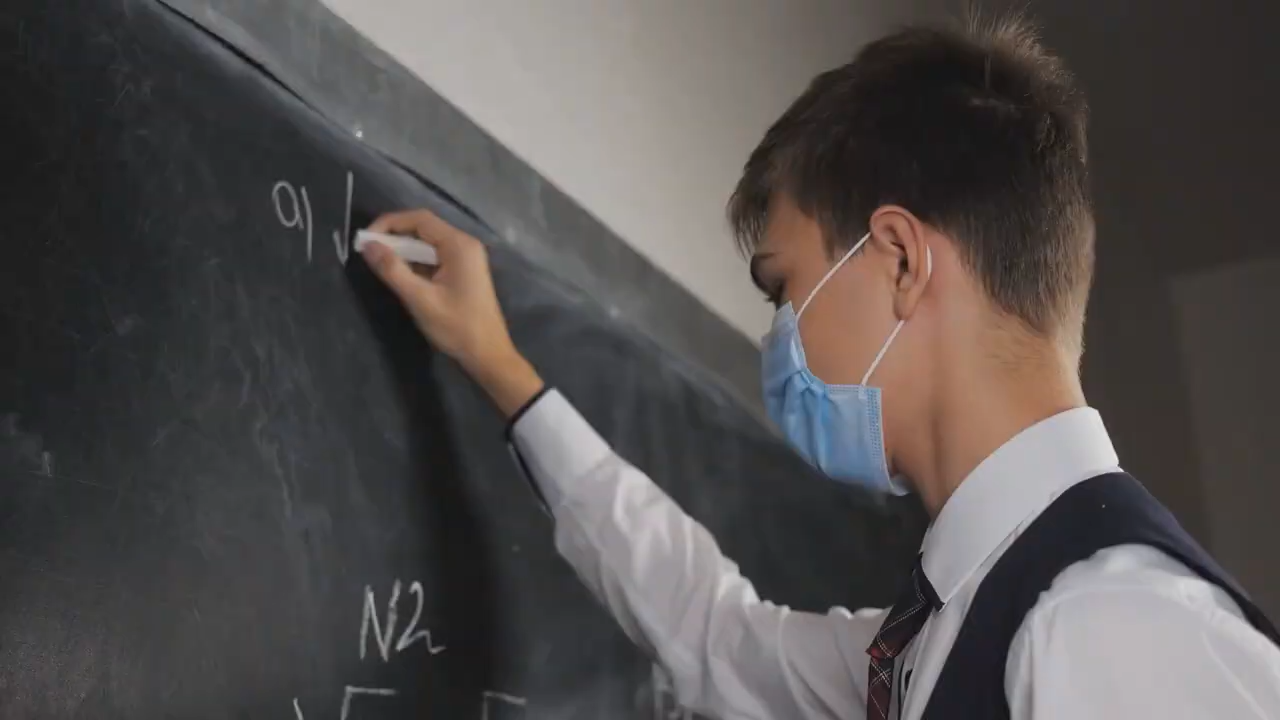 a) √
N2
√ √